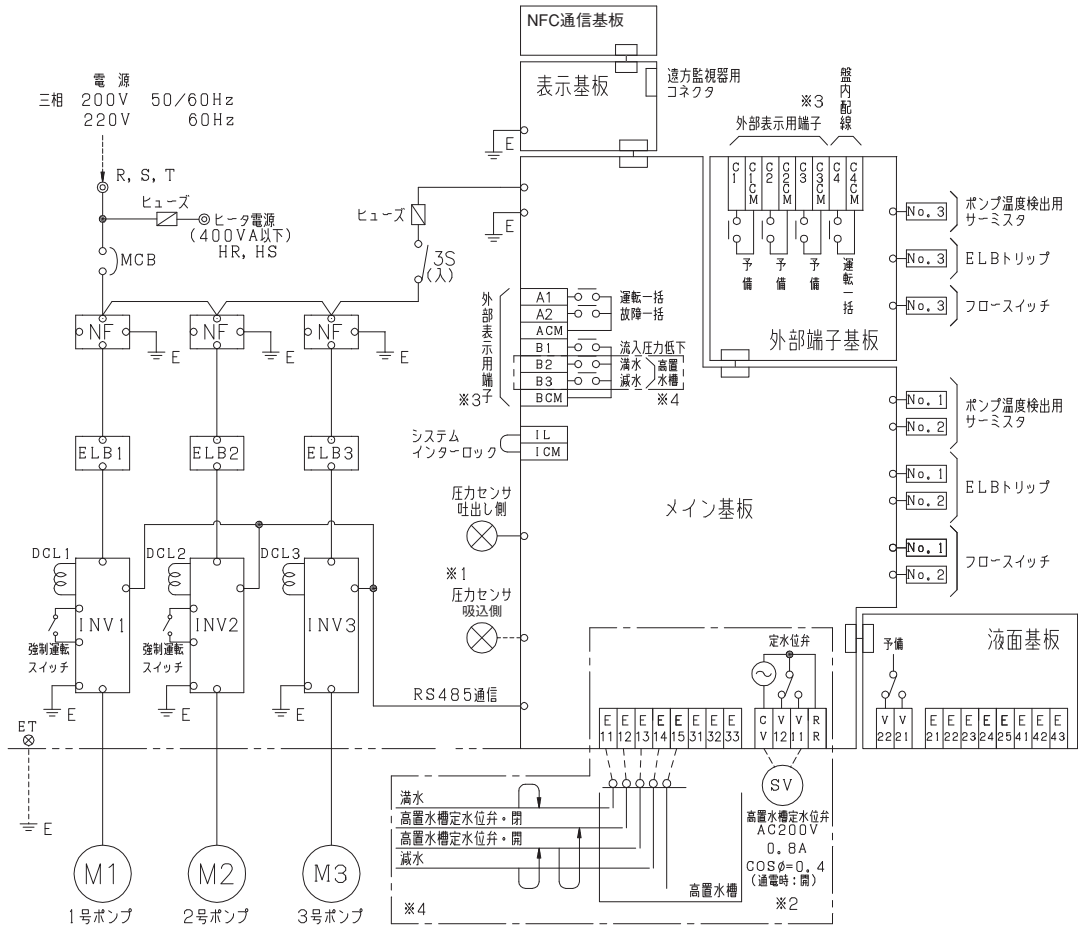 NFC通信基板
表示基板
遠方監視器用
コネクタ
電 源
三相 200V 50/60Hz
220V 60Hz
R, S, T
ヒューズ
ヒータ電源
(400VA以下)
HR, HS
MCB
ヒューズ
3S
(入)
E
E
NF
E
NF
E
NF
E
※3
外部表示用端子
盤内配線
C1
C1CM
C2
C2CM
C3
C3CM
C4
C4CM
予備
予備
予備
運転一括
外部端子基板
No. 3
ポンプ温度検出用
サーミスタ
No. 3
ELBトリップ
No. 3
フロースイッチ
外部表示用端子
※3
A1
運転一括
A2
故障一括
ACM
B1
流入圧力低下
B2
満水
B3
減水
高置
水槽
BCM
※4
システム
インターロック
IL
ICM
メイン基板
No. 1
No. 2
ポンプ温度検出用
サーミスタ
No. 1
No. 2
ELBトリップ
No. 1
No. 2
フロースイッチ
ELB1
ELB2
ELB3
圧力センサ
吐出し側
※1
圧力センサ
吸込側
DCL1
DCL2
DCL3
INV1
INV2
INV3
強制運転
スイッチ
強制運転
スイッチ
E
E
E
RS485通信
ET
E
定水位弁
E11
E12
E13
E14
E15
E31
E32
E33
CV
V12
V11
RR
液面基板
予備
V22
V21
E21
E22
E23
E24
E25
E41
E42
E43
満水
高置水槽定水位弁・閉
高置水槽定水位弁・開
減水
高置水槽
※4
SV
高置水槽定水位弁
AC200V
0.8A
COSφ=0.4
(通電時:開)
※2
M1
1号ポンプ
M2
2号ポンプ
M3
3号ポンプ